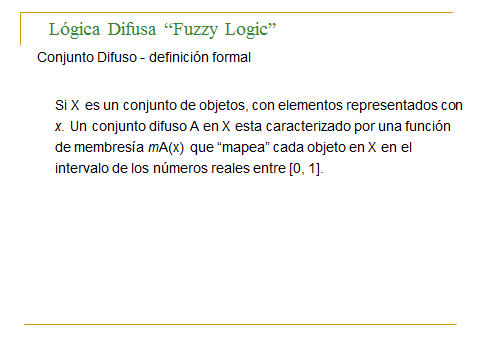 Lógica Difusa “Fuzzy Logic”
Conjunto Difuso - definición formal
Si X es un conjunto de objetos, con elementos representados con
x. Un conjunto difuso A en X esta caracterizado por una función
de membresía mA(x) que “mapea” cada objeto en X en el
intervalo de los números reales entre [0, 1].